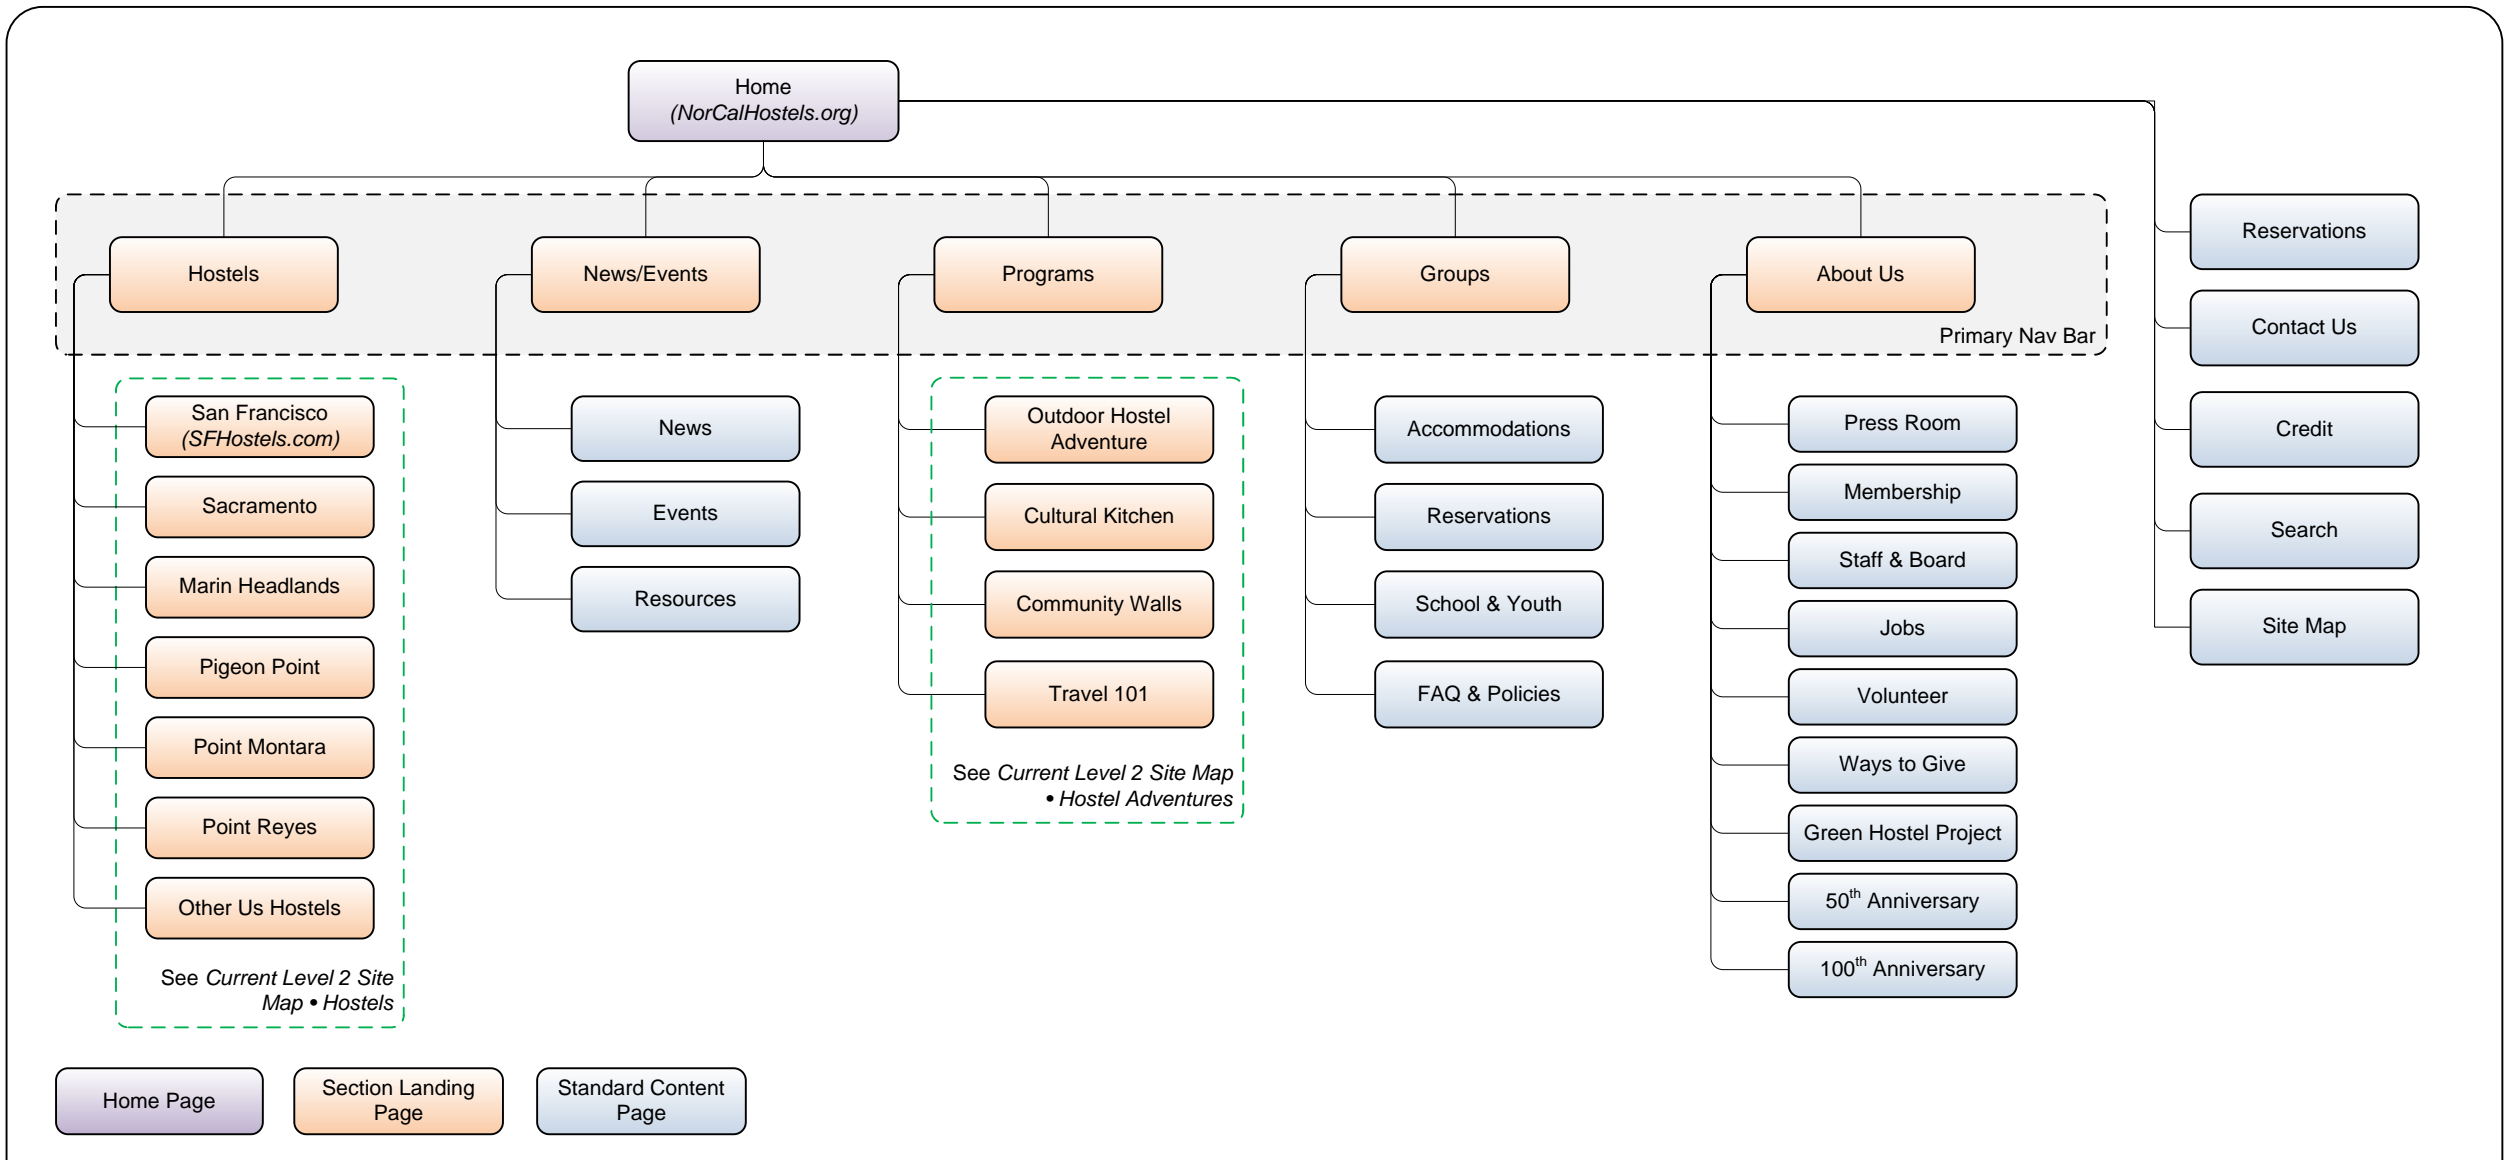 Home
(NorCalHostels.org)
Hostels
News/Events
Programs
Groups
About Us
Primary Nav Bar
Reservations
Contact Us
Credit
Search
Site Map
San Francisco
(SFHostels.com)
Sacramento
Marin Headlands
Pigeon Point
Point Montara
Point Reyes
Other Us Hostels
See Current Level 2 Site
Map • Hostels
News
Events
Resources
Outdoor Hostel
Adventure
Cultural Kitchen
Community Walls
Travel 101
See Current Level 2 Site Map
• Hostel Adventures
Accommodations
Reservations
School & Youth
FAQ & Policies
Press Room
Membership
Staff & Board
Jobs
Volunteer
Ways to Give
Green Hostel Project
50th Anniversary
100th Anniversary
Home Page
Section Landing
Page
Standard Content
Page